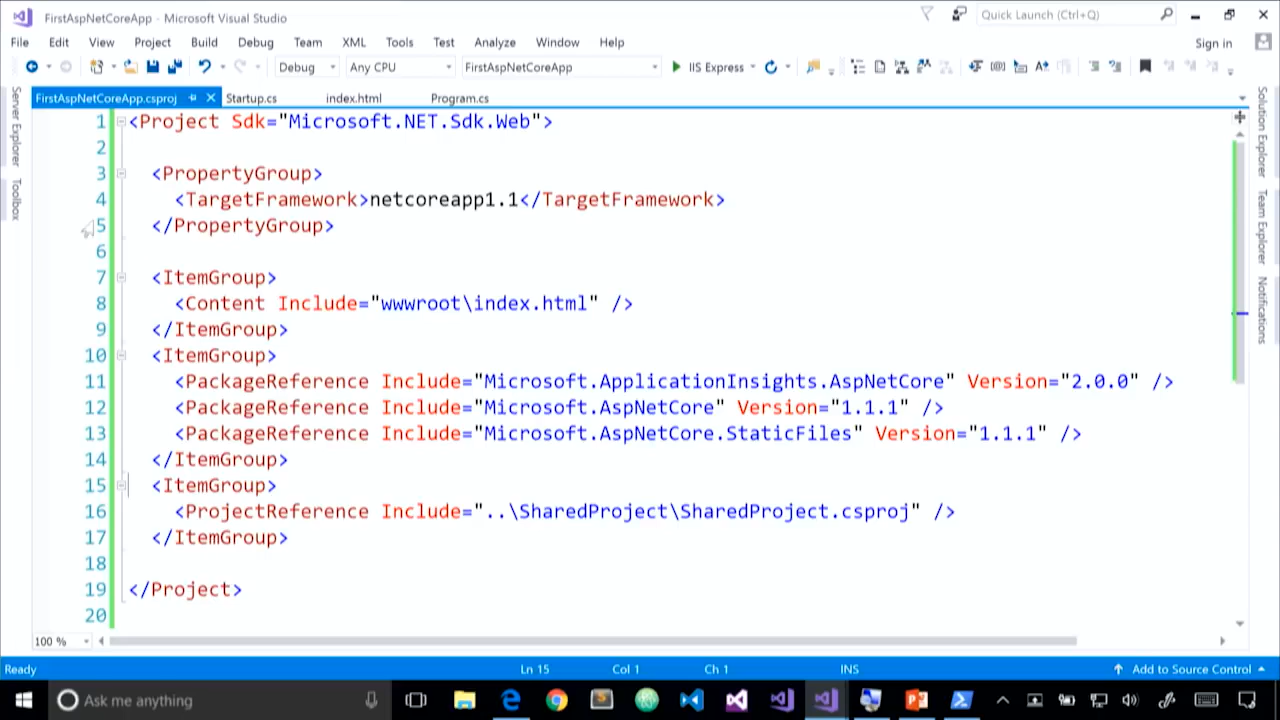 FirstAspNetCoreApp - Microsoft Visual Studio
Quick Launch (Ctrl+Q)
File Edit View Project Build Debug Team XML Tools Test Analyze Window Help
Sign in
Debug Any CPU FirstAspNetCoreApp IIS Express
FirstAspNetCoreApp.csproj Startup.cs index.html Program.cs
Server Explorer
Toolbox
Solution Explorer
Team Explorer
Notifications
1 <Project Sdk="Microsoft.NET.Sdk.Web">
2
3 <PropertyGroup>
4 <TargetFramework>netcoreapp1.1</TargetFramework>
5 </PropertyGroup>
6
7 <ItemGroup>
8 <Content Include="wwwroot\index.html" />
9 </ItemGroup>
10 <ItemGroup>
11 <PackageReference Include="Microsoft.ApplicationInsights.AspNetCore" Version="2.0.0" />
12 <PackageReference Include="Microsoft.AspNetCore" Version="1.1.1" />
13 <PackageReference Include="Microsoft.AspNetCore.StaticFiles" Version="1.1.1" />
14 </ItemGroup>
15 <ItemGroup>
16 <ProjectReference Include="..\SharedProject\SharedProject.csproj" />
17 </ItemGroup>
18
19 </Project>
20
100 %
Ready Ln 15 Col 1 Ch 1 INS Add to Source Control
Ask me anything